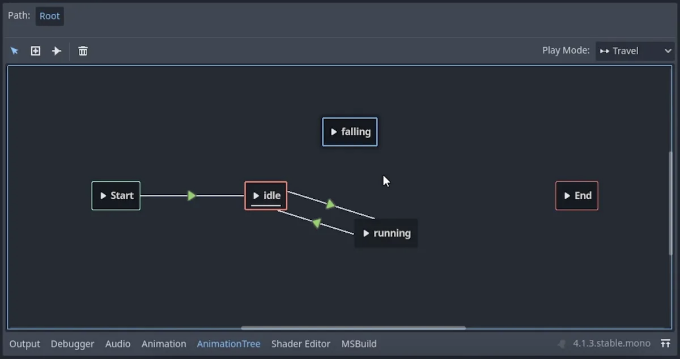 Path: Root
Play Mode: Travel
falling
Start
idle
End
running
Output Debugger Audio Animation AnimationTree Shader Editor MSBuild 4.1.3.stable.mono